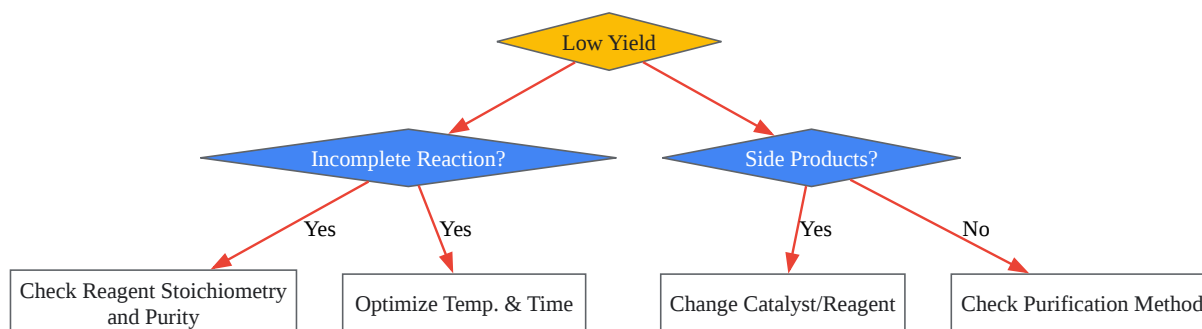 Low Yield
Incomplete Reaction?
Side Products?
Yes
Yes
Yes
No
Check Reagent Stoichiometry
and Purity
Optimize Temp. & Time
Change Catalyst/Reagent
Check Purification Method